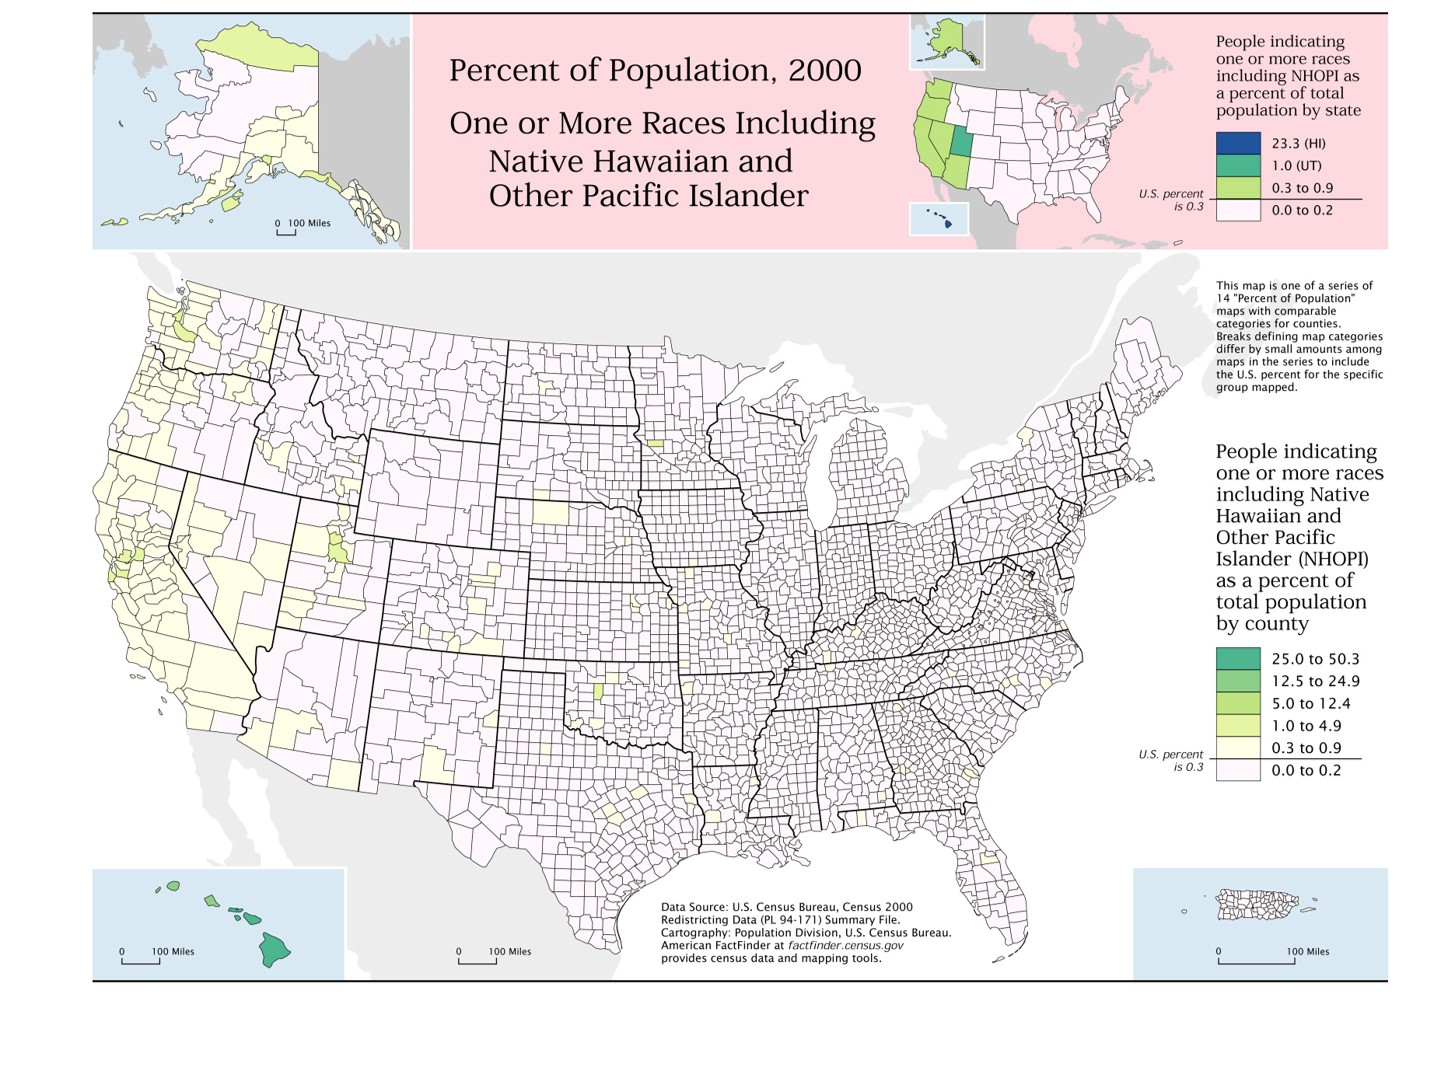 Percent of Population, 2000
One or More Races Including
Native Hawaiian and
Other Pacific Islander
0 100 Miles
People indicating
one or more races
including NHOPI as
a percent of total
population by state
23.3 (HI)
1.0 (UT)
0.3 to 0.9
U.S. percent
is 0.3
0.0 to 0.2
This map is one of a series of
14 "Percent of Population"
maps with comparable
categories for counties.
Breaks defining map categories
differ by small amounts among
maps in the series to include
the U.S. percent for the specific
group mapped.
People indicating
one or more races
including Native
Hawaiian and
Other Pacific
Islander (NHOPI)
as a percent of
total population
by county
25.0 to 50.3
12.5 to 24.9
5.0 to 12.4
1.0 to 4.9
0.3 to 0.9
U.S. percent
is 0.3
0.0 to 0.2
0 100 Miles
0 100 Miles
Data Source: U.S. Census Bureau, Census 2000
Redistricting Data (PL 94-171) Summary File.
Cartography: Population Division, U.S. Census Bureau.
American FactFinder at factfinder.census.gov
provides census data and mapping tools.
0 100 Miles